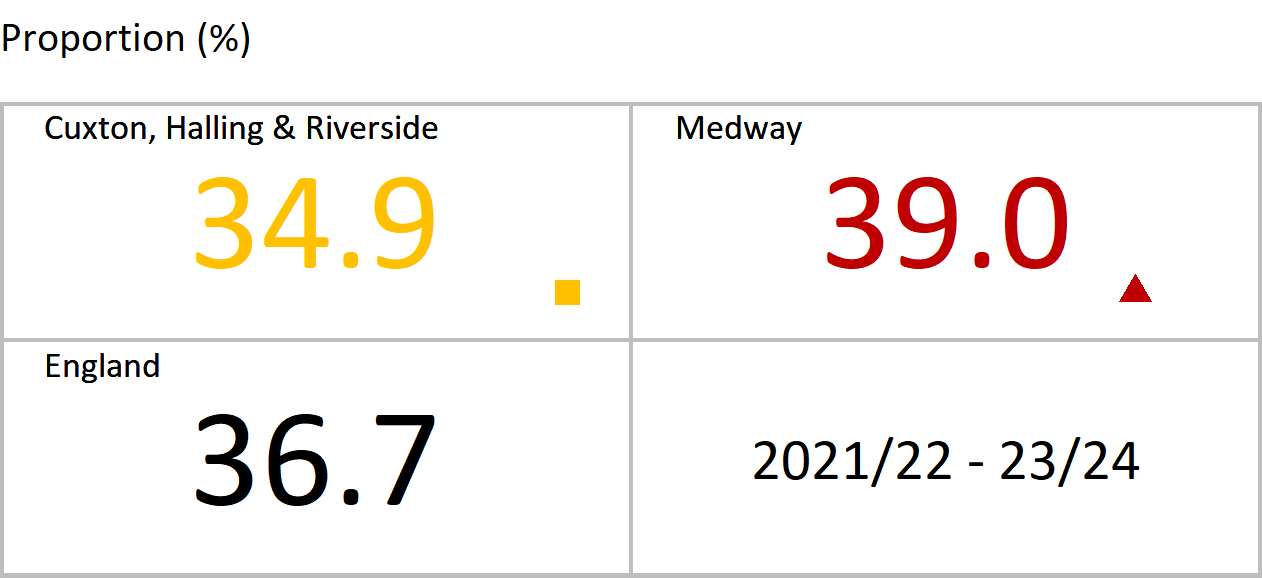 Proportion (%)
Cuxton, Halling & Riverside
34.9
Medway
39.0
England
36.7
2021/22 - 23/24